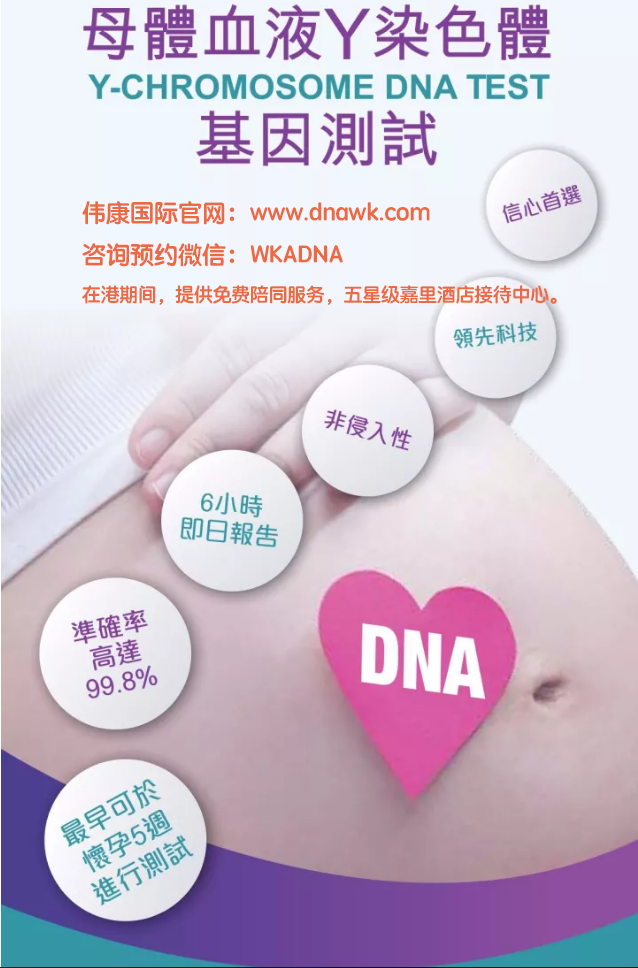 母體血液Y染色體
Y-CHROMOSOME DNA TEST
基因測試
信心首選
伟康国际官网：www.dnawk.com
咨询预约微信：WKADNA
在港期间，提供免费陪同服务，五星级嘉里酒店接待中心。
領先科技
非侵入性
6小時
即日報告
準確率
高達
99.8%
DNA
最早可於
懷孕5週
進行測試